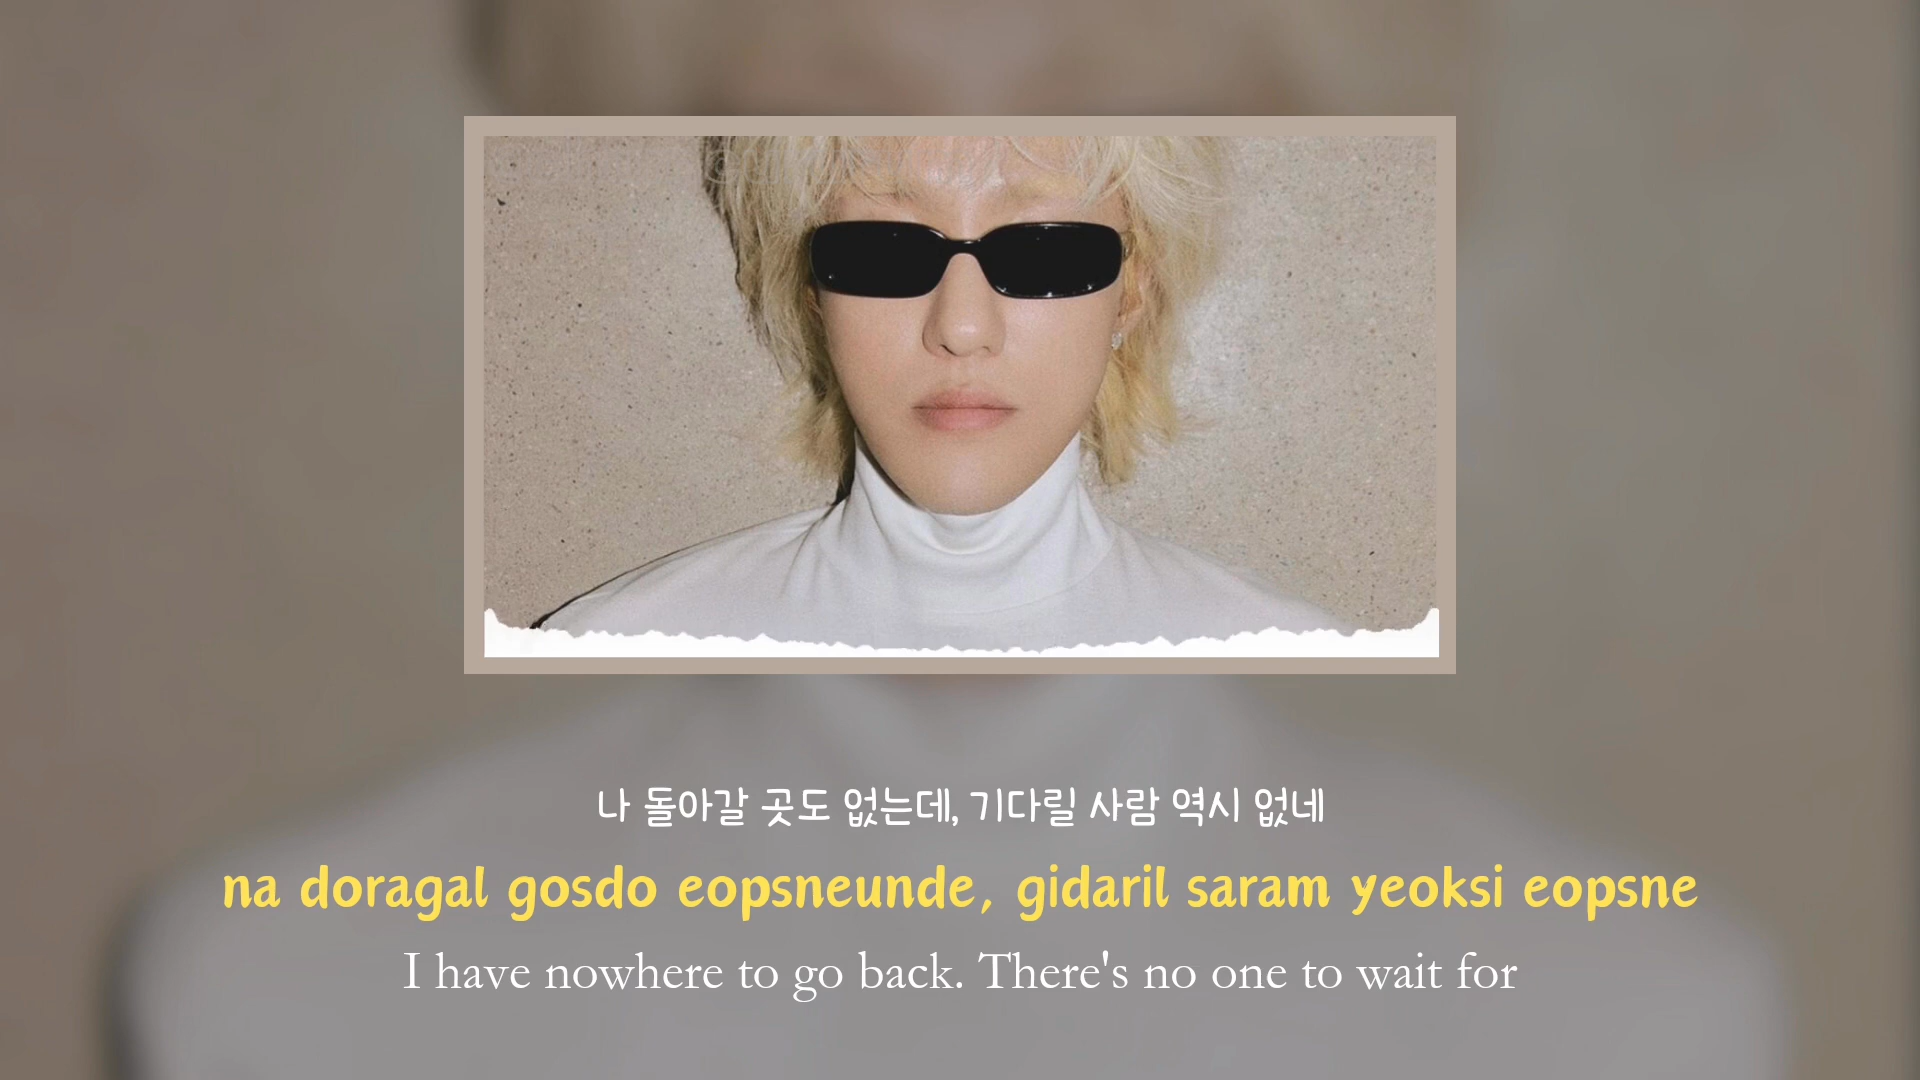 나 돌아갈 곳도 없는데, 기다릴 사람 역시 없네
na doragal gosdo eopsneunde, gidaril saram yeoksi eopsne
I have nowhere to go back. There's no one to wait for